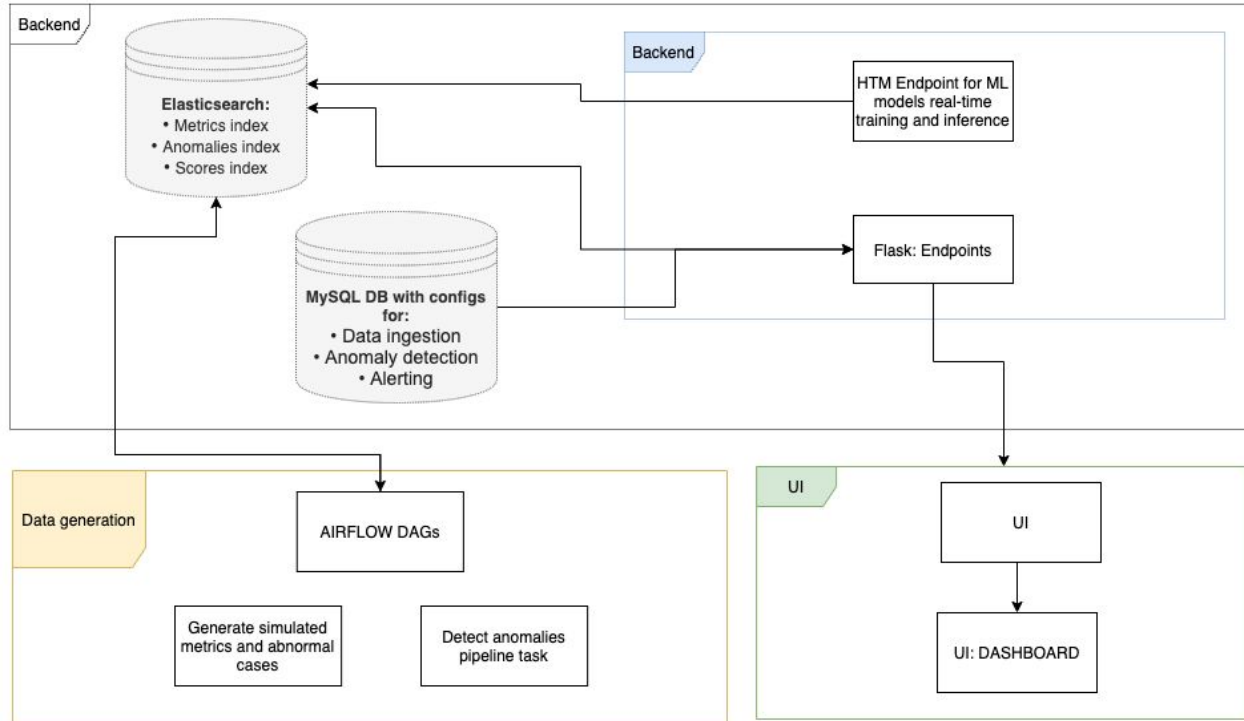 Backend
Elasticsearch:
• Metrics index
• Anomalies index
• Scores index
Backend
HTM Endpoint for ML
models real-time
training and inference
Flask: Endpoints
MySQL DB with configs
for:
• Data ingestion
• Anomaly detection
• Alerting
Data generation
AIRFLOW DAGs
Generate simulated
metrics and abnormal
cases
Detect anomalies
pipeline task
UI
UI
UI: DASHBOARD